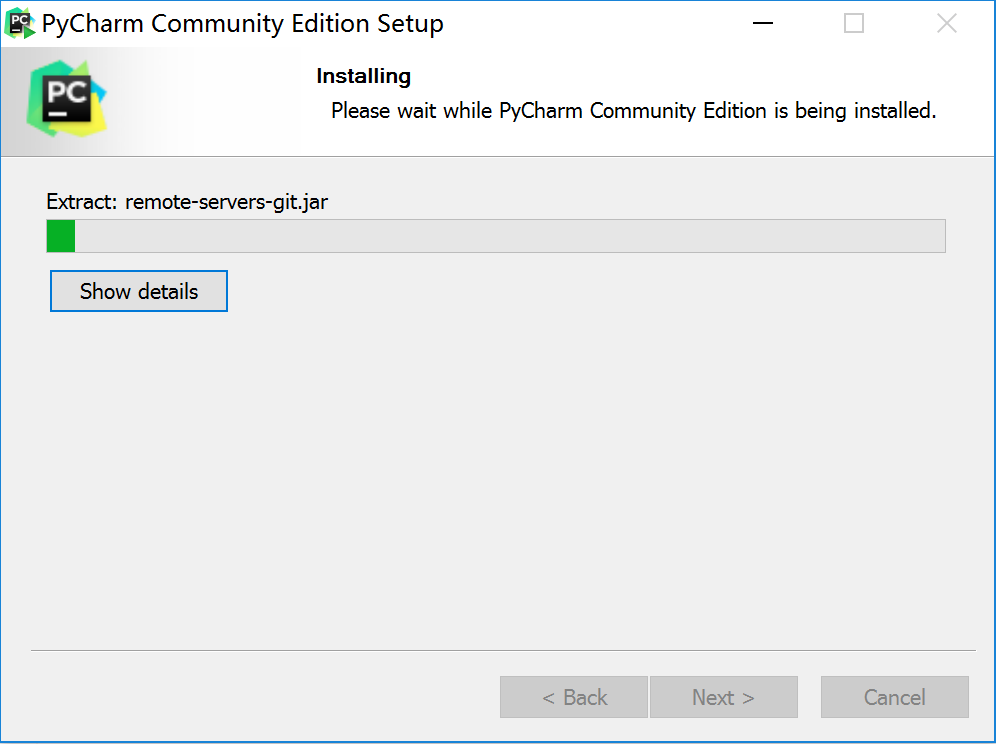 PC PyCharm Community Edition Setup
PC
Installing
Please wait while PyCharm Community Edition is being installed.
Extract: remote-servers-git.jar
Show details
< Back Next > Cancel